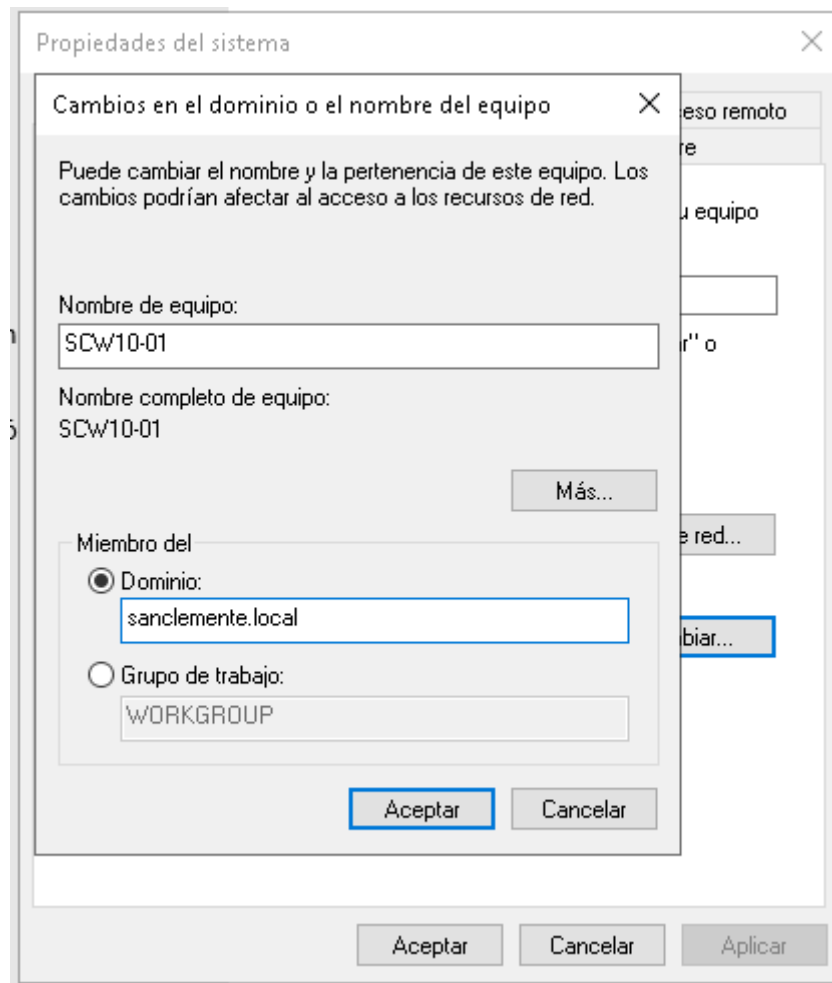 Propiedades del sistema
Cambios en el dominio o el nombre del equipo
eso remoto
re
Puede cambiar el nombre y la pertenencia de este equipo. Los
cambios podrían afectar al acceso a los recursos de red.
u equipo
Nombre de equipo:
SCW10-01
r" o
Nombre completo de equipo:
SCW10-01
Más...
e red...
Miembro del
Dominio:
sanclemente.local
biar...
Grupo de trabajo:
WORKGROUP
Aceptar Cancelar
Aceptar Cancelar Aplicar